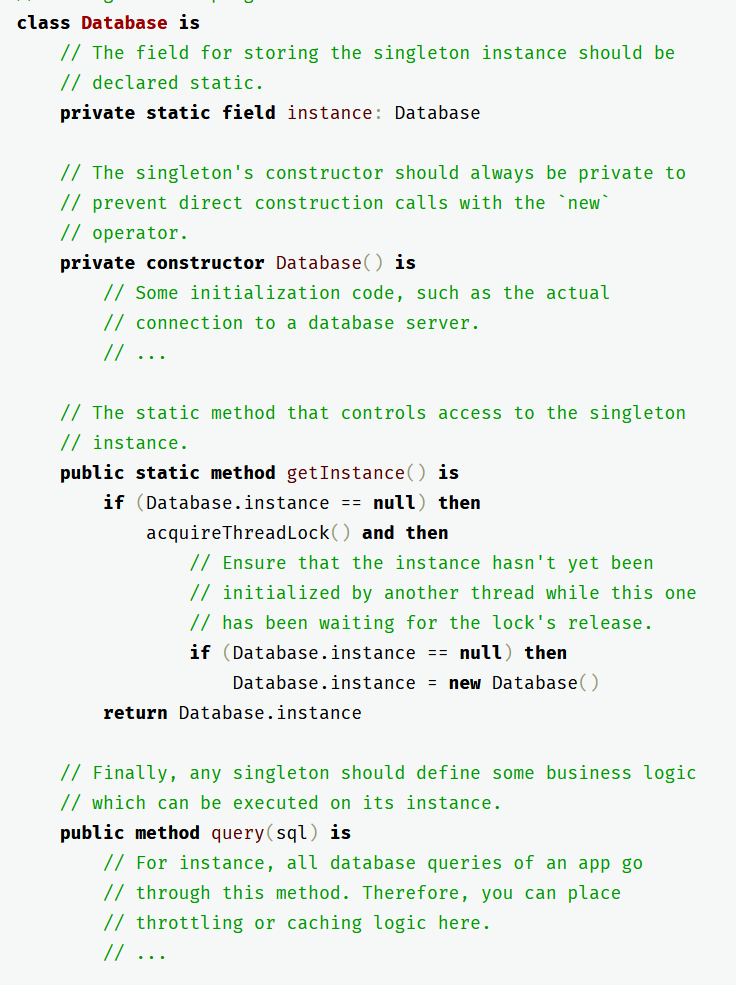 class Database is
    // The field for storing the singleton instance should be
    // declared static.
    private static field instance: Database

    // The singleton's constructor should always be private to
    // prevent direct construction calls with the `new`
    // operator.
    private constructor Database() is
        // Some initialization code, such as the actual
        // connection to a database server.
        // ...

    // The static method that controls access to the singleton
    // instance.
    public static method getInstance() is
        if (Database.instance == null) then
            acquireThreadLock() and then
                // Ensure that the instance hasn't yet been
                // initialized by another thread while this one
                // has been waiting for the lock's release.
                if (Database.instance == null) then
                    Database.instance = new Database()
        return Database.instance

    // Finally, any singleton should define some business logic
    // which can be executed on its instance.
    public method query(sql) is
        // For instance, all database queries of an app go
        // through this method. Therefore, you can place
        // throttling or caching logic here.
        // ...